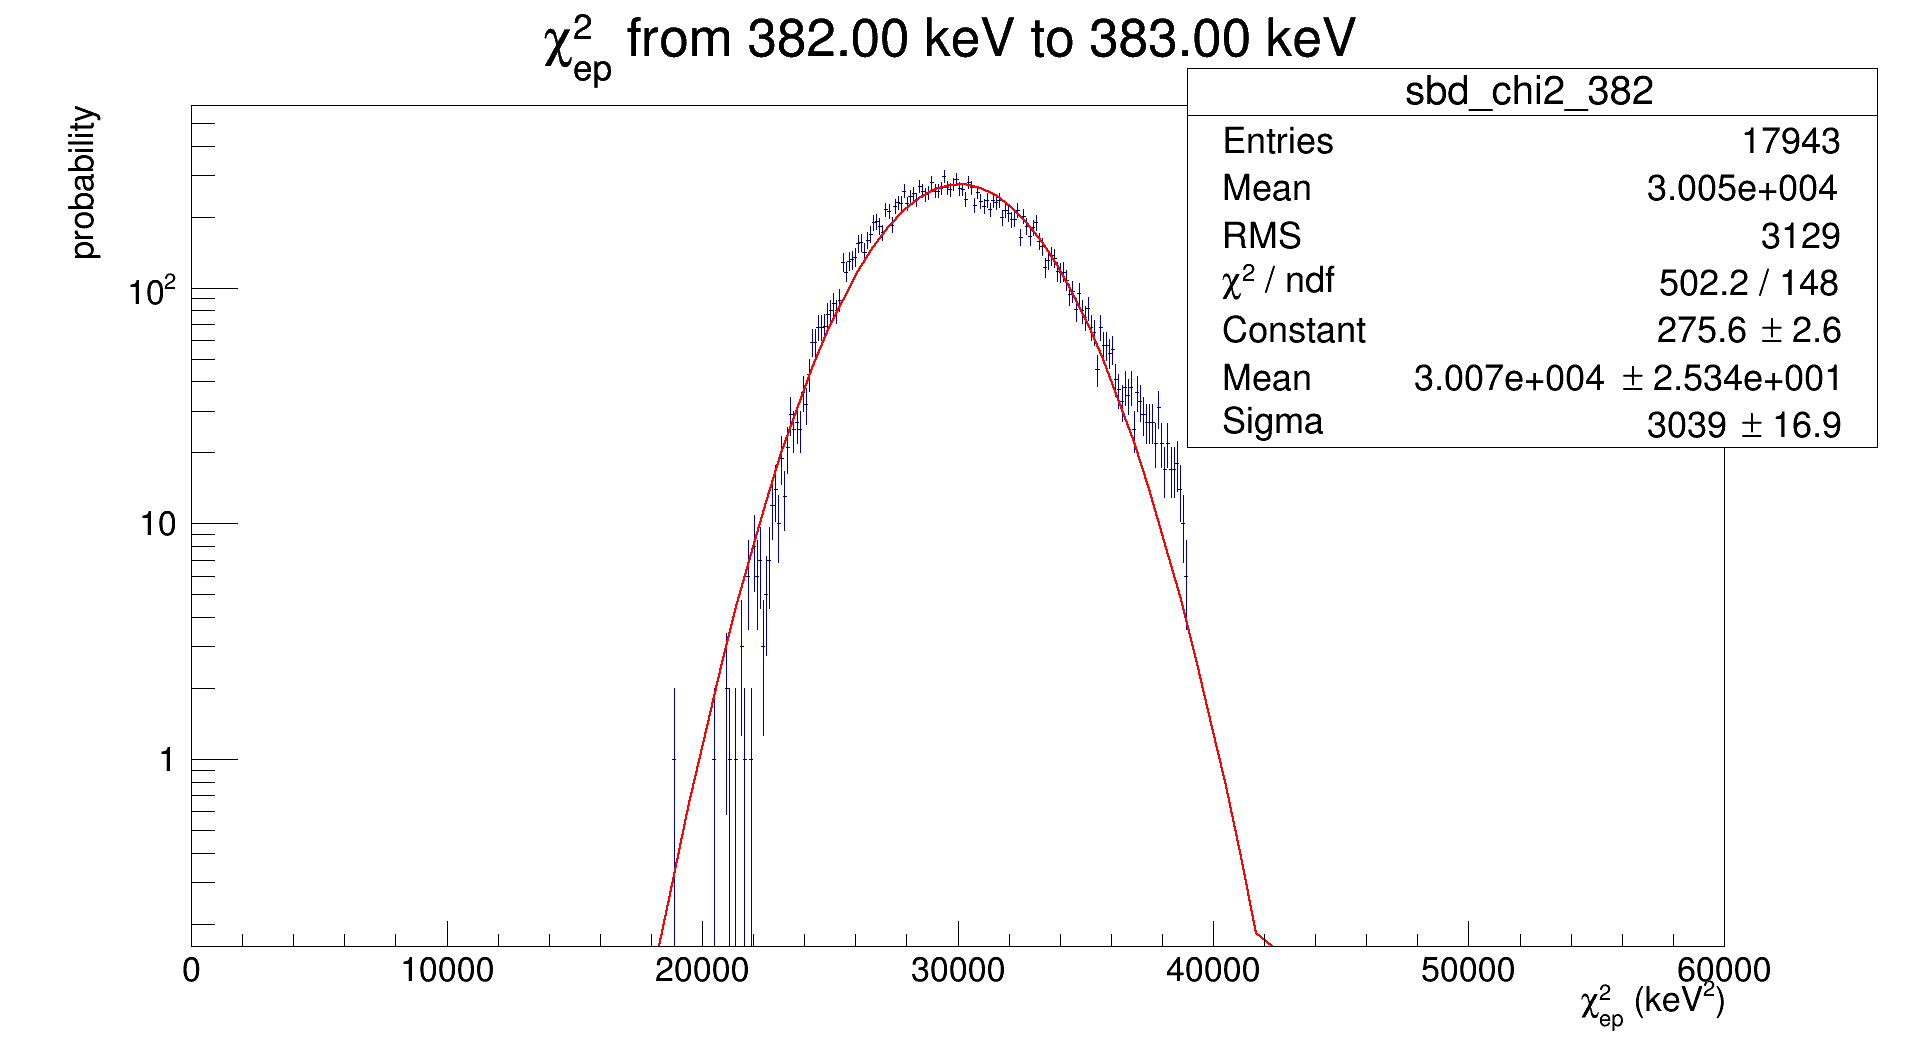 χ²ep from 382.00 keV to 383.00 keV
probability
sbd_chi2_382
Entries 17943
Mean 3.005e+004
RMS 3129
χ² / ndf 502.2 / 148
Constant 275.6 ± 2.6
Mean 3.007e+004 ± 2.534e+001
Sigma 3039 ± 16.9
10²
10
1
0 10000 20000 30000 40000 50000 60000
χ²ep (keV²)